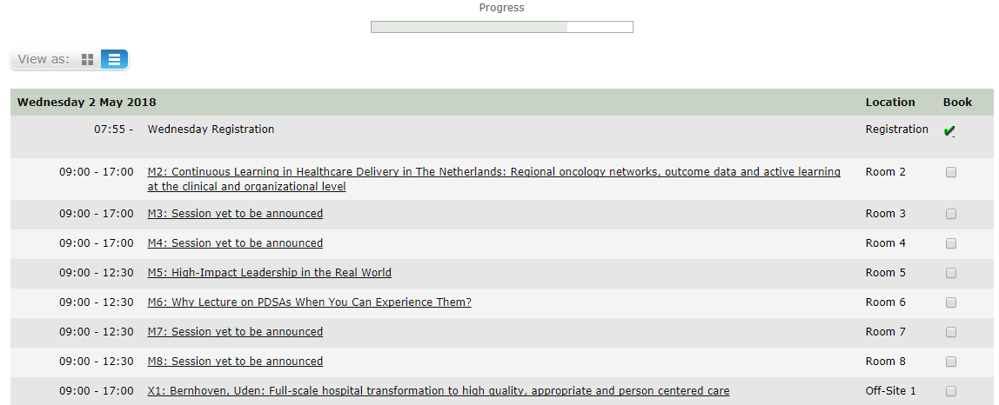 Progress
View as:
Wednesday 2 May 2018 Location Book
07:55 - Wednesday Registration Registration
09:00 - 17:00 M2: Continuous Learning in Healthcare Delivery in The Netherlands: Regional oncology networks, outcome data and active learning Room 2
at the clinical and organizational level
09:00 - 17:00 M3: Session yet to be announced Room 3
09:00 - 17:00 M4: Session yet to be announced Room 4
09:00 - 12:30 M5: High-Impact Leadership in the Real World Room 5
09:00 - 12:30 M6: Why Lecture on PDSAs When You Can Experience Them? Room 6
09:00 - 12:30 M7: Session yet to be announced Room 7
09:00 - 12:30 M8: Session yet to be announced Room 8
09:00 - 17:00 X1: Bernhoven, Uden: Full-scale hospital transformation to high quality, appropriate and person centered care Off-Site 1